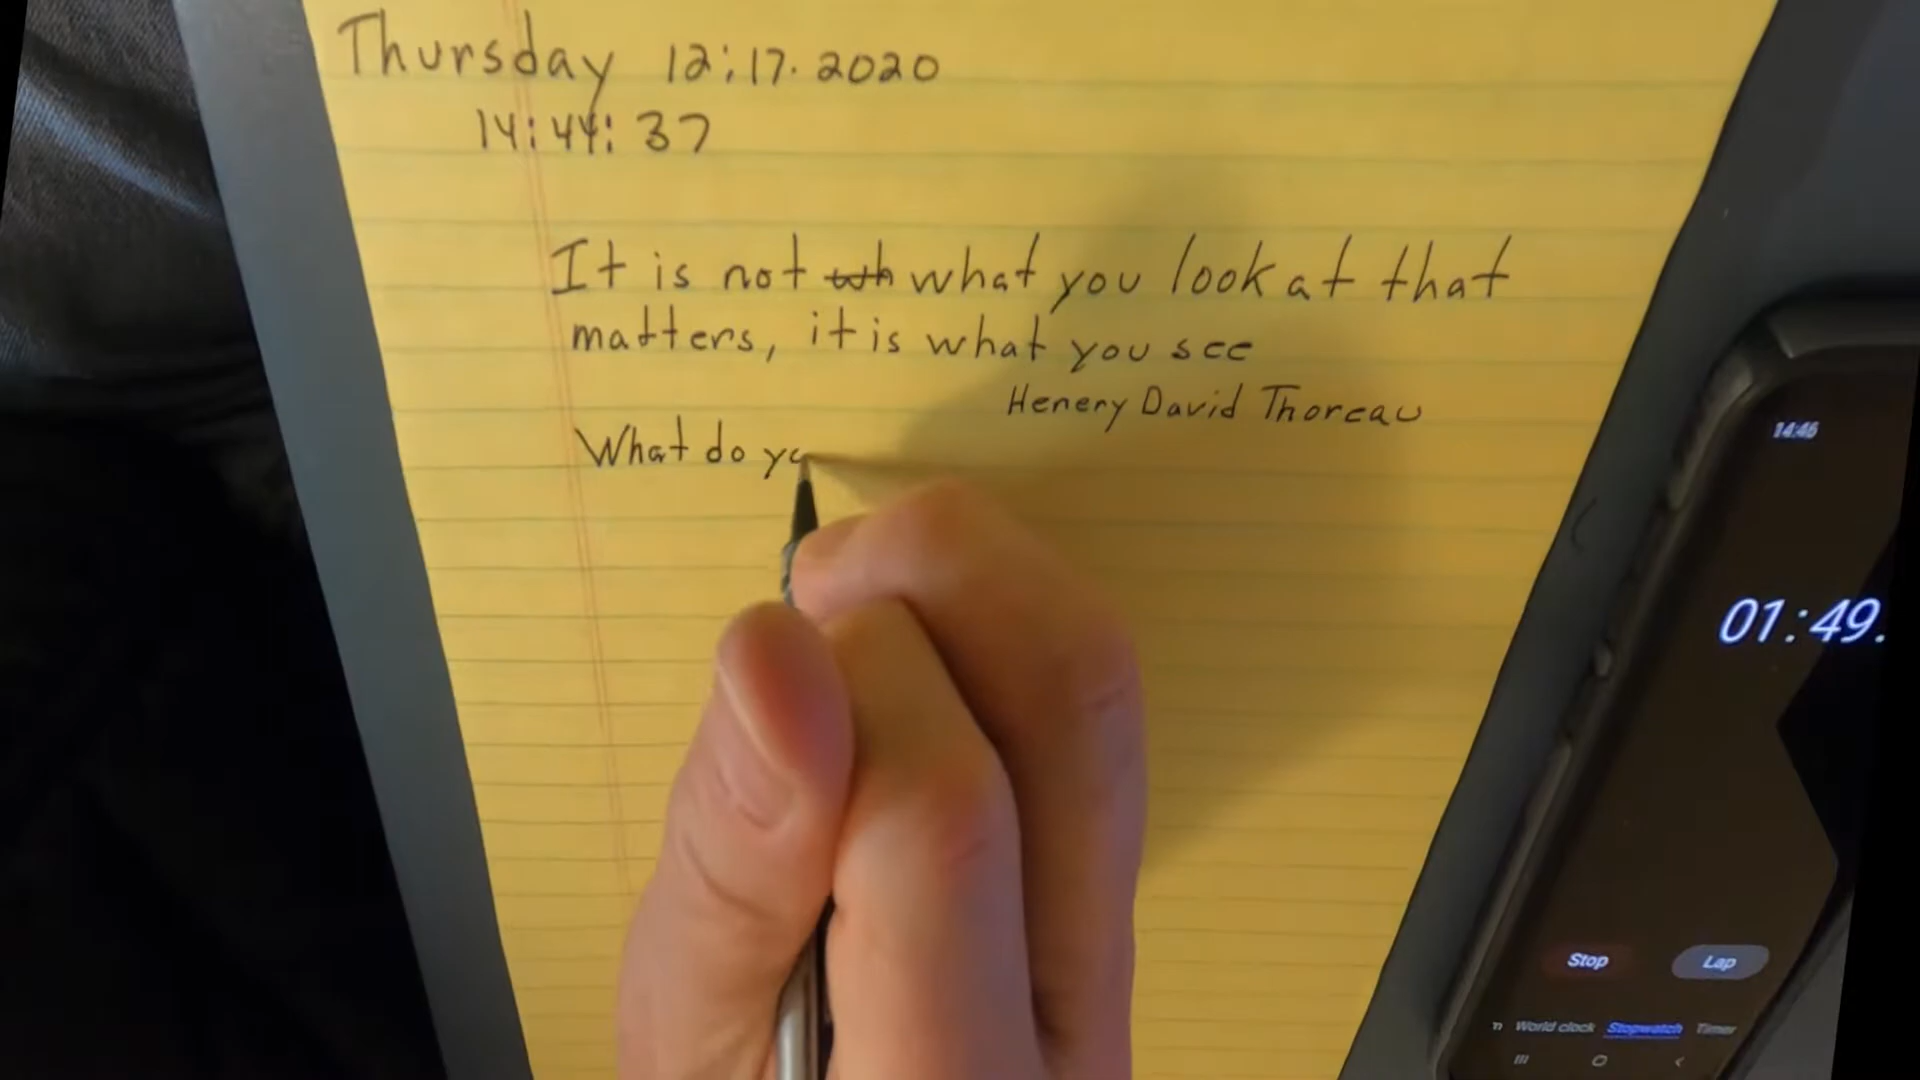 Thursday 12:17.2020
14:44:37
It is not wh what you look at that
matters, it is what you see
Henery David Thoreau
What do yo
14:46
01:49.
Stop Lap
World clock Stopwatch Timer